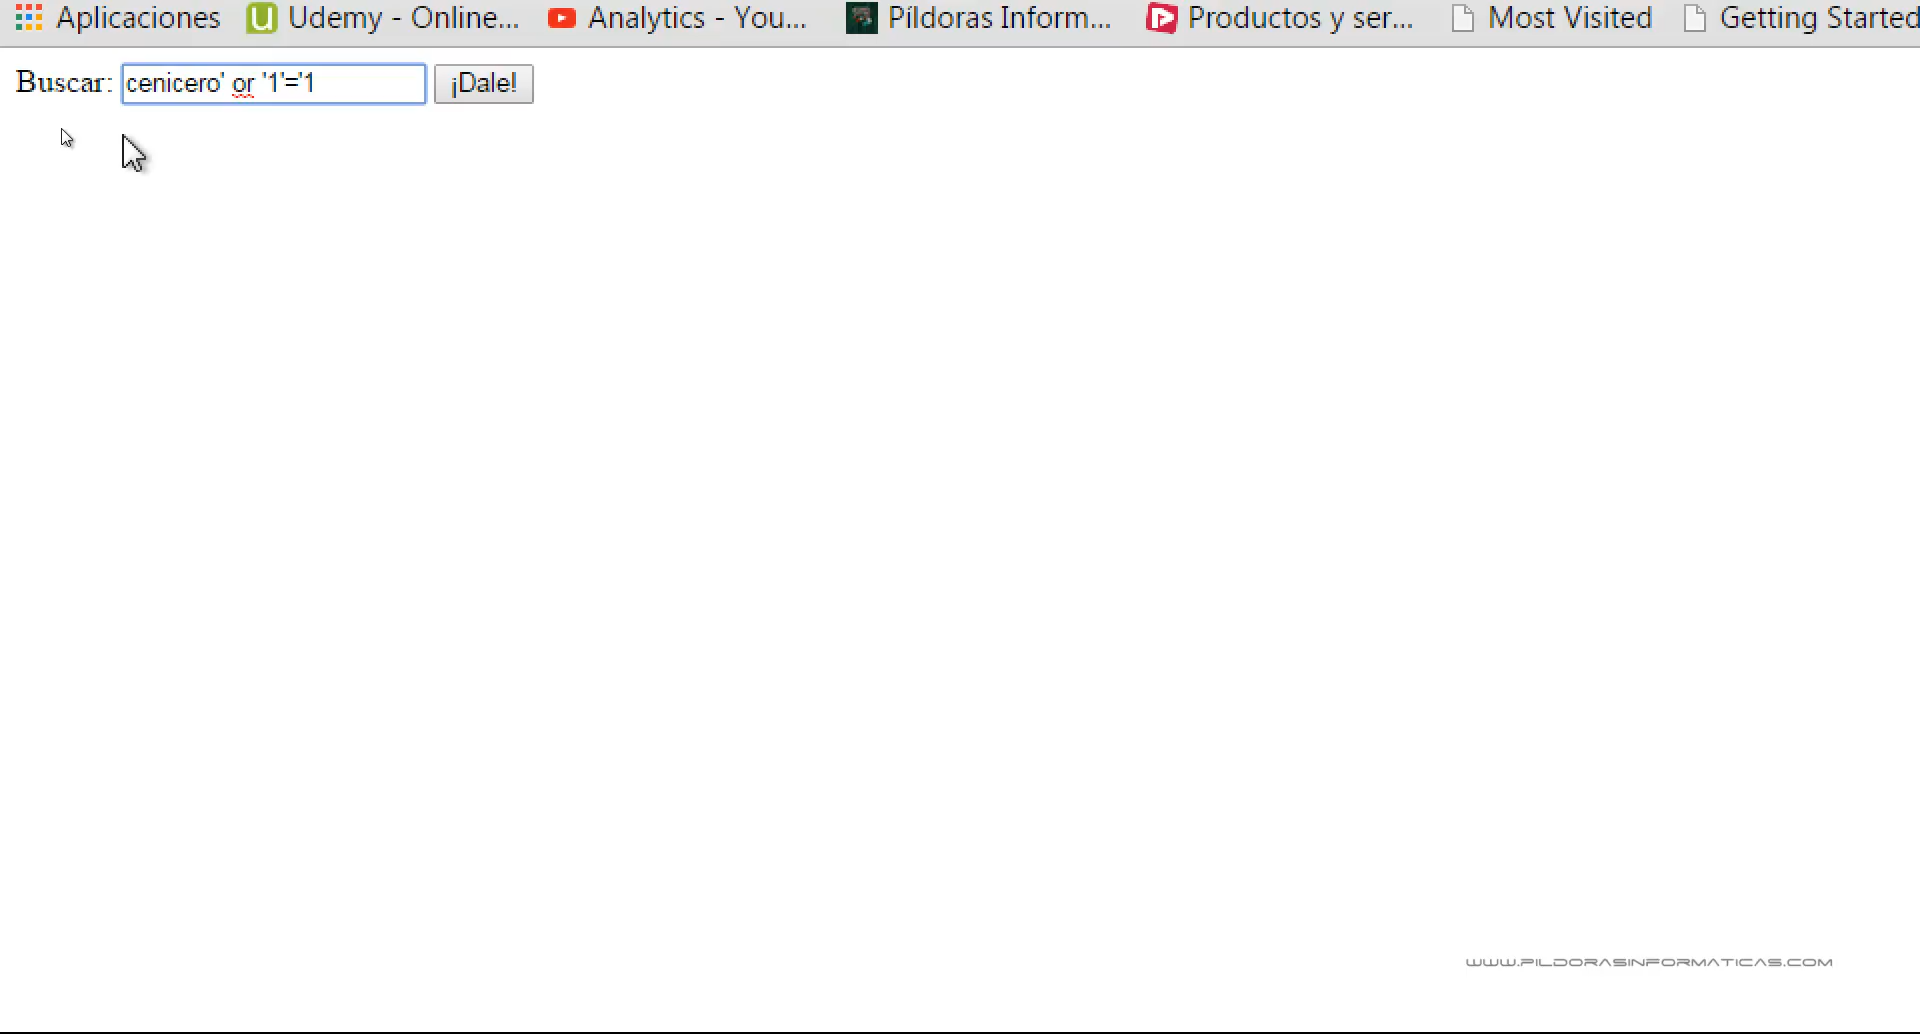 Aplicaciones Udemy - Online... Analytics - You... Píldoras Inform... Productos y ser... Most Visited Getting Started
Buscar: cenicero' or '1'='1 ¡Dale!
WWW.PILDORASINFORMATICAS.COM